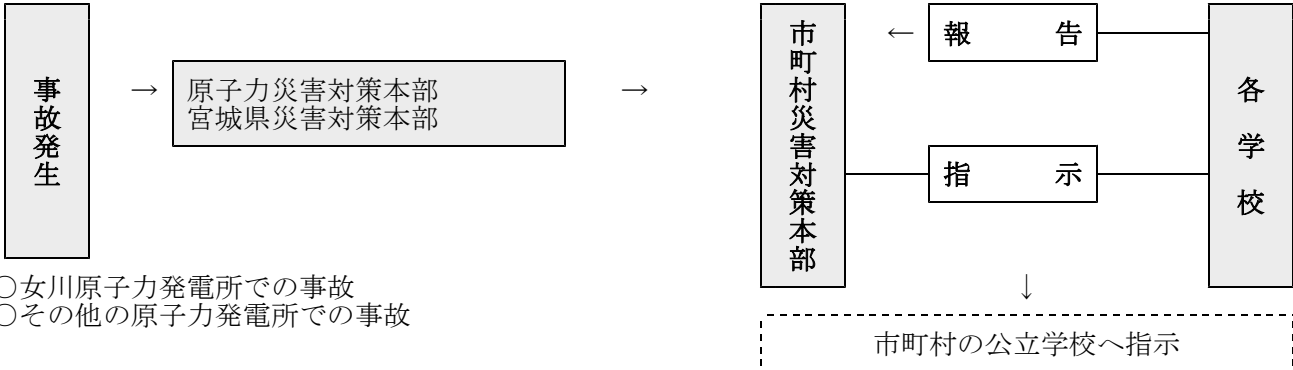 事故発生
→
原子力災害対策本部
宮城県災害対策本部
→
市町村災害対策本部
← 報告
指示
各学校
○女川原子力発電所での事故
○その他の原子力発電所での事故
↓
市町村の公立学校へ指示